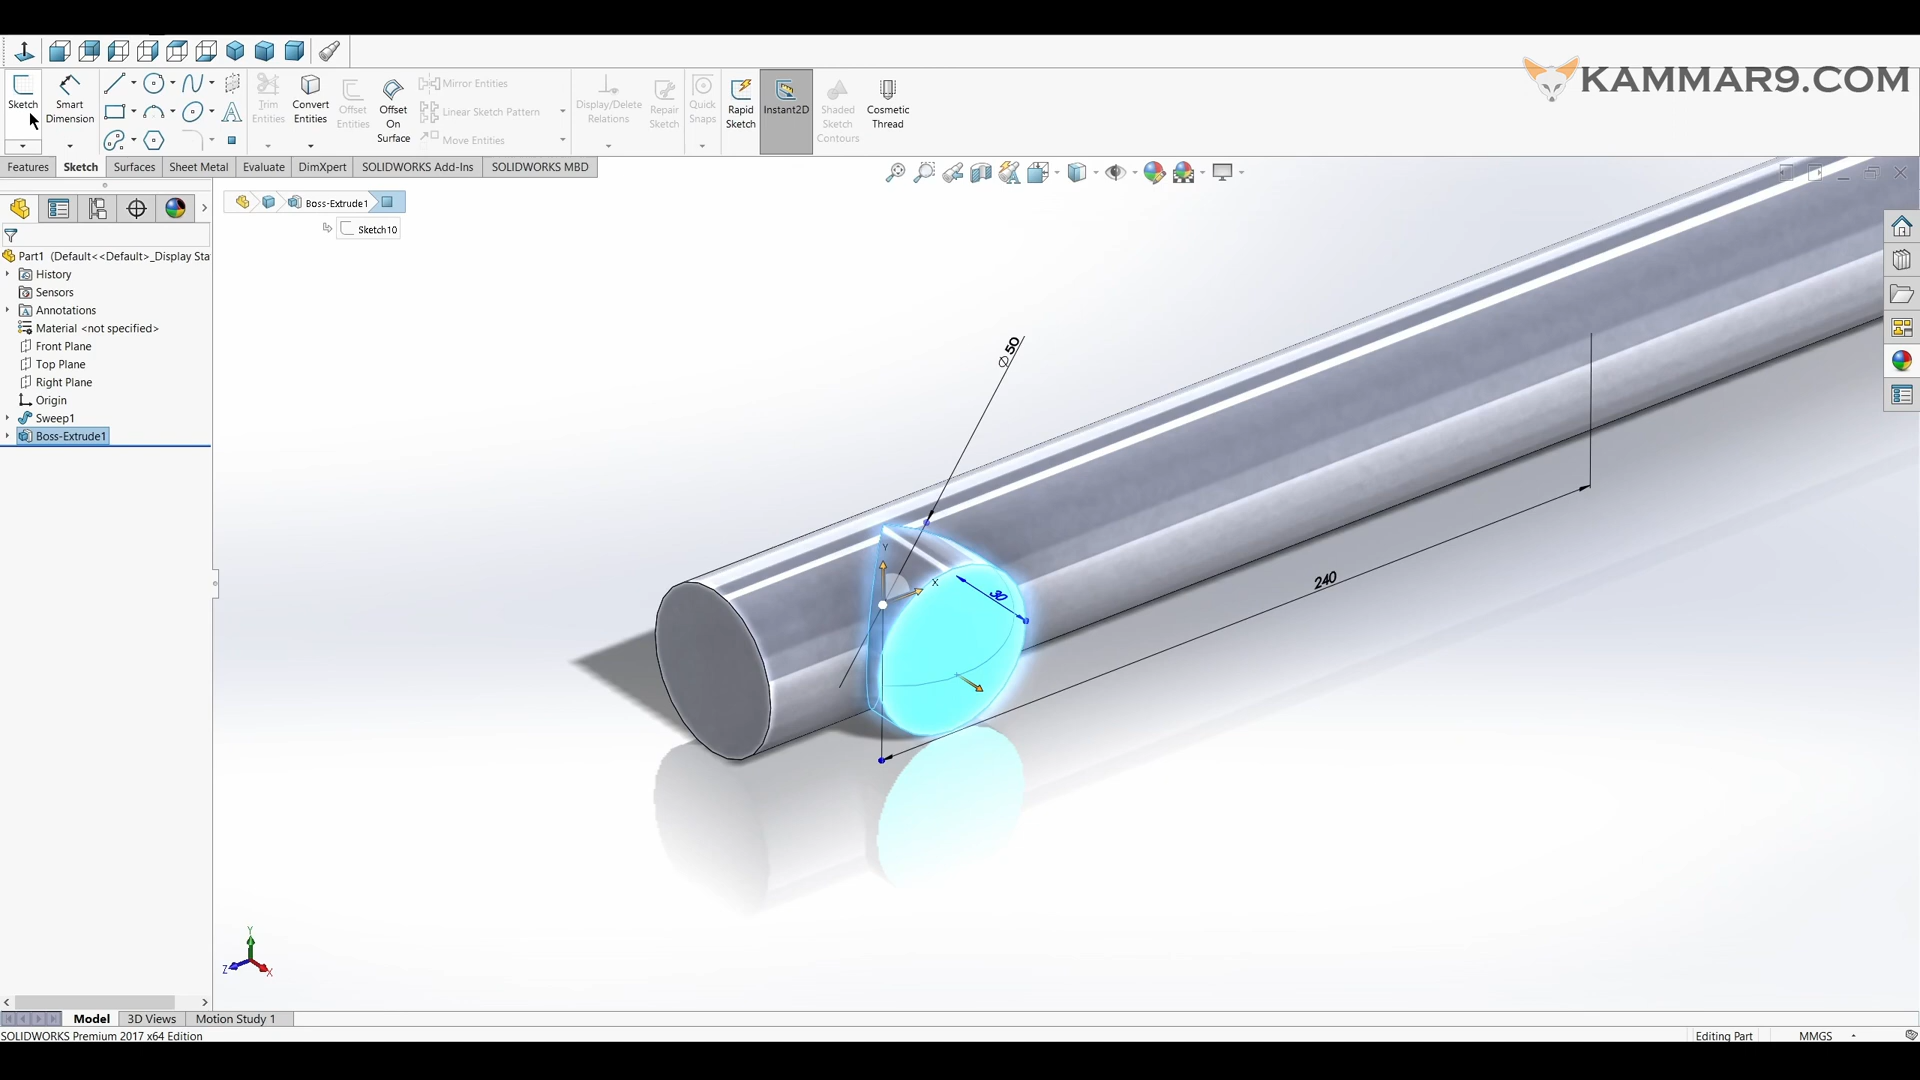 KAMMAR9.COM
Sketch
Smart Dimension
Trim Entities
Convert Entities
Offset Entities
Offset On Surface
Mirror Entities
Linear Sketch Pattern
Move Entities
Display/Delete Relations
Repair Sketch
Quick Snaps
Rapid Sketch
Instant2D
Shaded Sketch Contours
Cosmetic Thread
Features
Sketch
Surfaces
Sheet Metal
Evaluate
DimXpert
SOLIDWORKS Add-Ins
SOLIDWORKS MBD
Boss-Extrude1
Sketch10
Part1 (Default<<Default>_Display Sta
History
Sensors
Annotations
Material <not specified>
Front Plane
Top Plane
Right Plane
Origin
Sweep1
Boss-Extrude1
∅50
Y
X
30
240
Y
Z
X
Model
3D Views
Motion Study 1
SOLIDWORKS Premium 2017 x64 Edition
Editing Part
MMGS